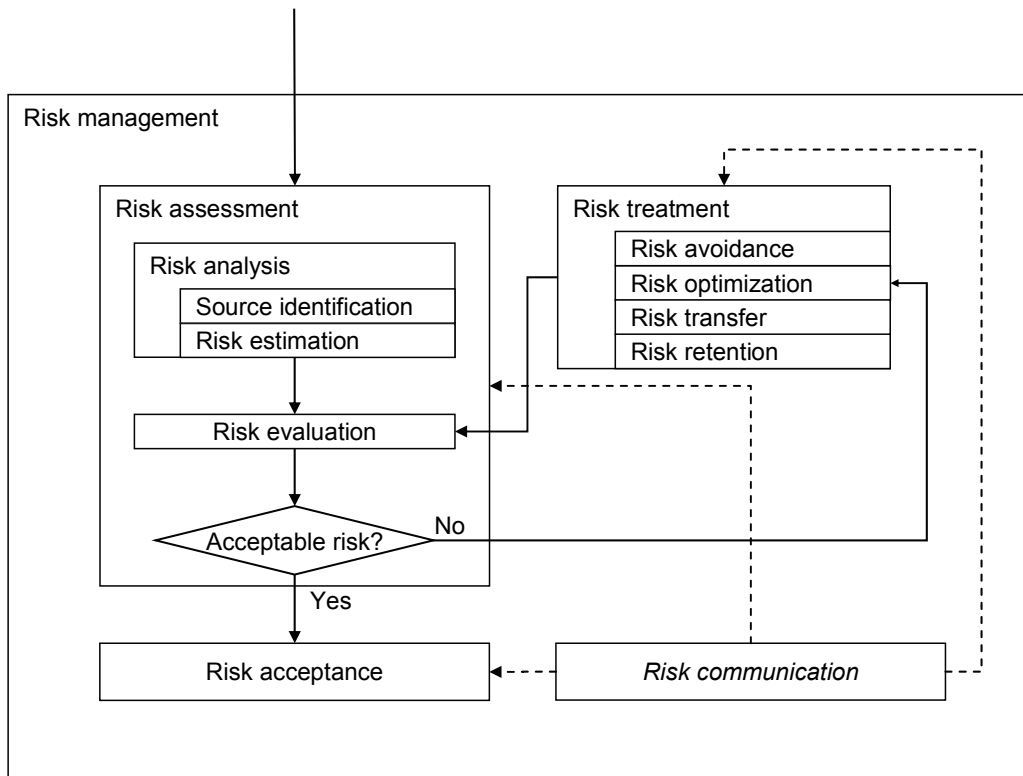 Risk management
Risk assessment
Risk analysis
Source identification
Risk estimation
Risk evaluation
Acceptable risk?
No
Yes
Risk acceptance
Risk treatment
Risk avoidance
Risk optimization
Risk transfer
Risk retention
Risk communication